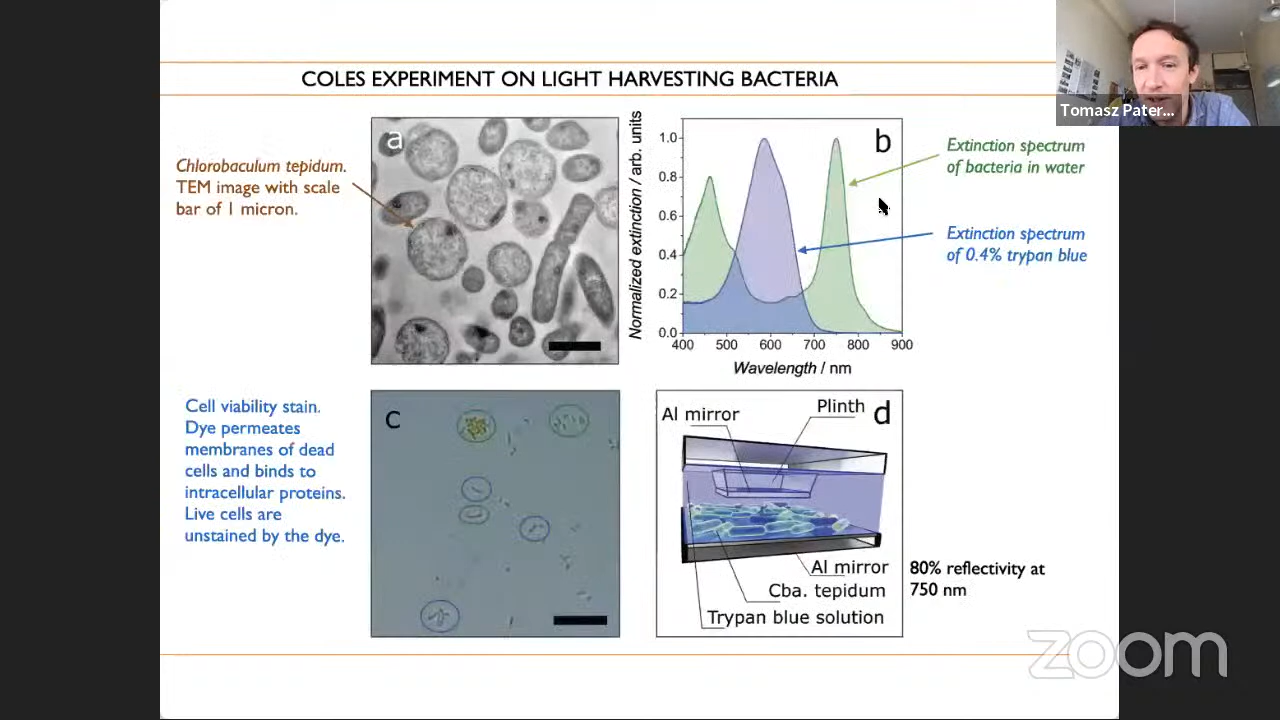 COLES EXPERIMENT ON LIGHT HARVESTING BACTERIA
Tomasz Pater...
Chlorobaculum tepidum.
TEM image with scale
bar of 1 micron.
a
b
Normalized extinction / arb. units
1.0
0.8
0.6
0.4
0.2
0.0
400 500 600 700 800 900
Wavelength / nm
Extinction spectrum
of bacteria in water
Extinction spectrum
of 0.4% trypan blue
Cell viability stain.
Dye permeates
membranes of dead
cells and binds to
intracellular proteins.
Live cells are
unstained by the dye.
c
d
Al mirror
Plinth
Al mirror
Cba. tepidum
Trypan blue solution
80% reflectivity at
750 nm
zoom